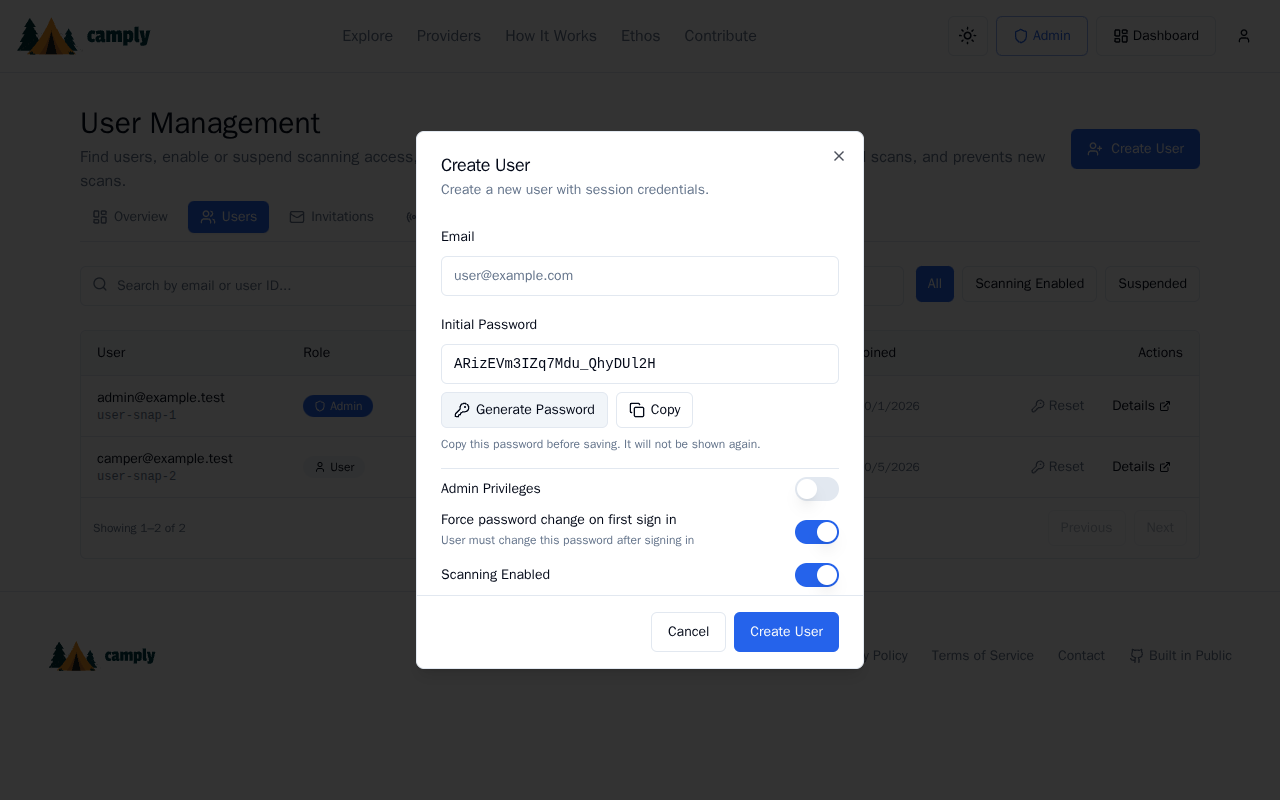 camply
Explore
Providers
How It Works
Ethos
Contribute
Admin
Dashboard
User Management
Find users, enable or suspend scanning access,
scans, and prevents new
scans.
Create User
Overview
Users
Invitations
Search by email or user ID...
All
Scanning Enabled
Suspended
User
Role
Actions
admin@example.test
user-snap-1
Admin
0/1/2026
Reset
Details
camper@example.test
user-snap-2
User
0/5/2026
Reset
Details
Showing 1–2 of 2
Previous
Next
Create User
Create a new user with session credentials.
Email
user@example.com
Initial Password
ARizEVm3IZq7Mdu_QhyDUl2H
Generate Password
Copy
Copy this password before saving. It will not be shown again.
Admin Privileges
Force password change on first sign in
User must change this password after signing in
Scanning Enabled
Cancel
Create User
camply
Policy
Terms of Service
Contact
Built in Public